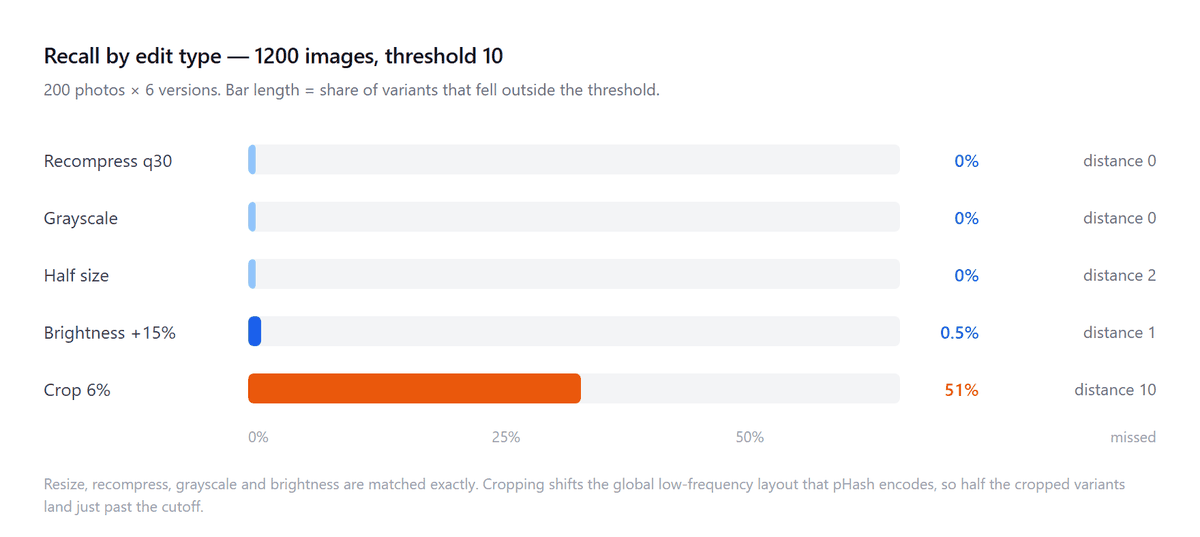 Recall by edit type — 1200 images, threshold 10
200 photos × 6 versions. Bar length = share of variants that fell outside the threshold.
Recompress q30 0% distance 0
Grayscale 0% distance 0
Half size 0% distance 2
Brightness +15% 0.5% distance 1
Crop 6% 51% distance 10
0% 25% 50% missed
Resize, recompress, grayscale and brightness are matched exactly. Cropping shifts the global low-frequency layout that pHash encodes, so half the cropped variants
land just past the cutoff.